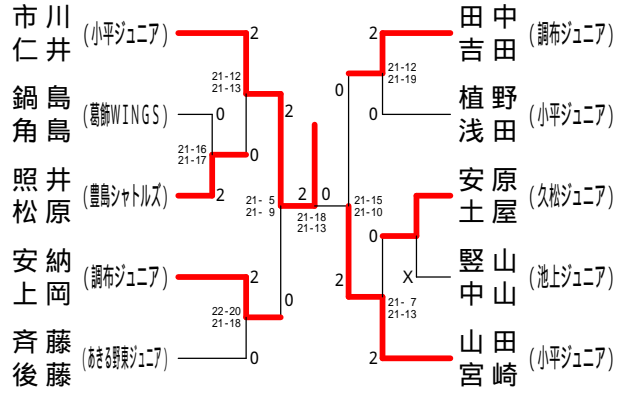 市川
仁井
(小平ジュニア)
2
21-12
21-13
鍋島
角島
(葛飾WINGS)
0
21-16
21-17
0
照井
松原
(豊島シャトルズ)
2
2
21- 5
21- 9
安納
上岡
(調布ジュニア)
2
22-20
21-18
0
斉藤
後藤
(あきる野東ジュニア)
0
2 0
21-18
21-13
田中
吉田
(調布ジュニア)
2
21-12
21-19
0
植野
浅田
(小平ジュニア)
0
21-15
21-10
安原
土屋
(久松ジュニア)
0
竪山
中山
(池上ジュニア)
X
2
21- 7
21-13
山田
宮崎
(小平ジュニア)
2